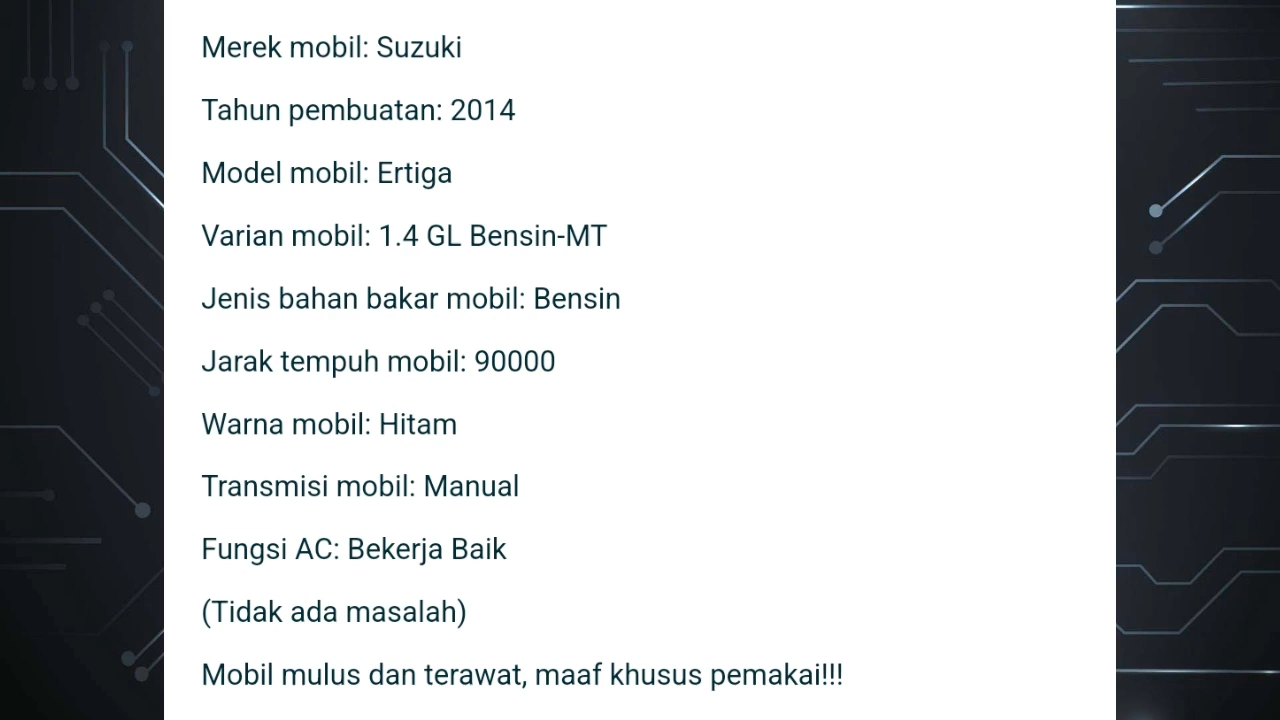 Merek mobil: Suzuki
Tahun pembuatan: 2014
Model mobil: Ertiga
Varian mobil: 1.4 GL Bensin-MT
Jenis bahan bakar mobil: Bensin
Jarak tempuh mobil: 90000
Warna mobil: Hitam
Transmisi mobil: Manual
Fungsi AC: Bekerja Baik
(Tidak ada masalah)
Mobil mulus dan terawat, maaf khusus pemakai!!!